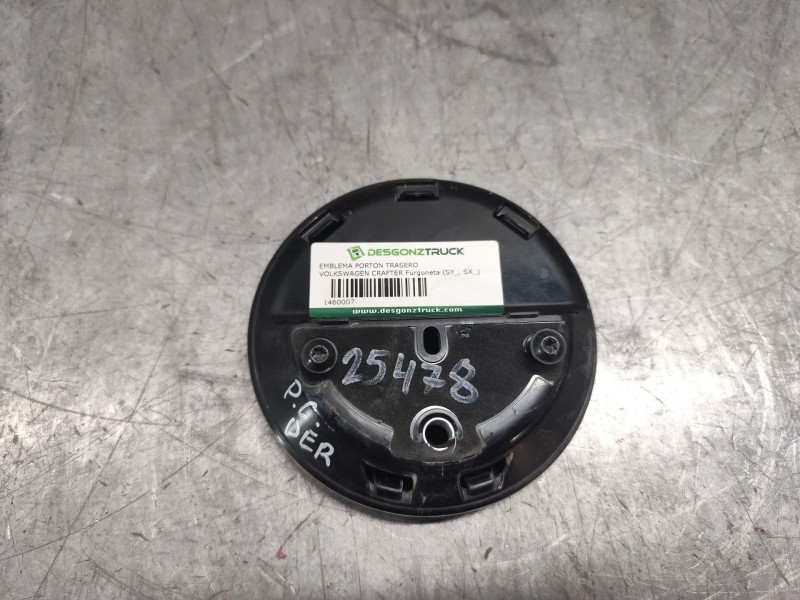 DESGONZTRUCK
EMBLEMA PORTON TRASERO
VOLKSWAGEN CRAFTER Furgoneta (SY_, SX_)
1460007
www.desgonztruck.com
25478
P.G.
DER